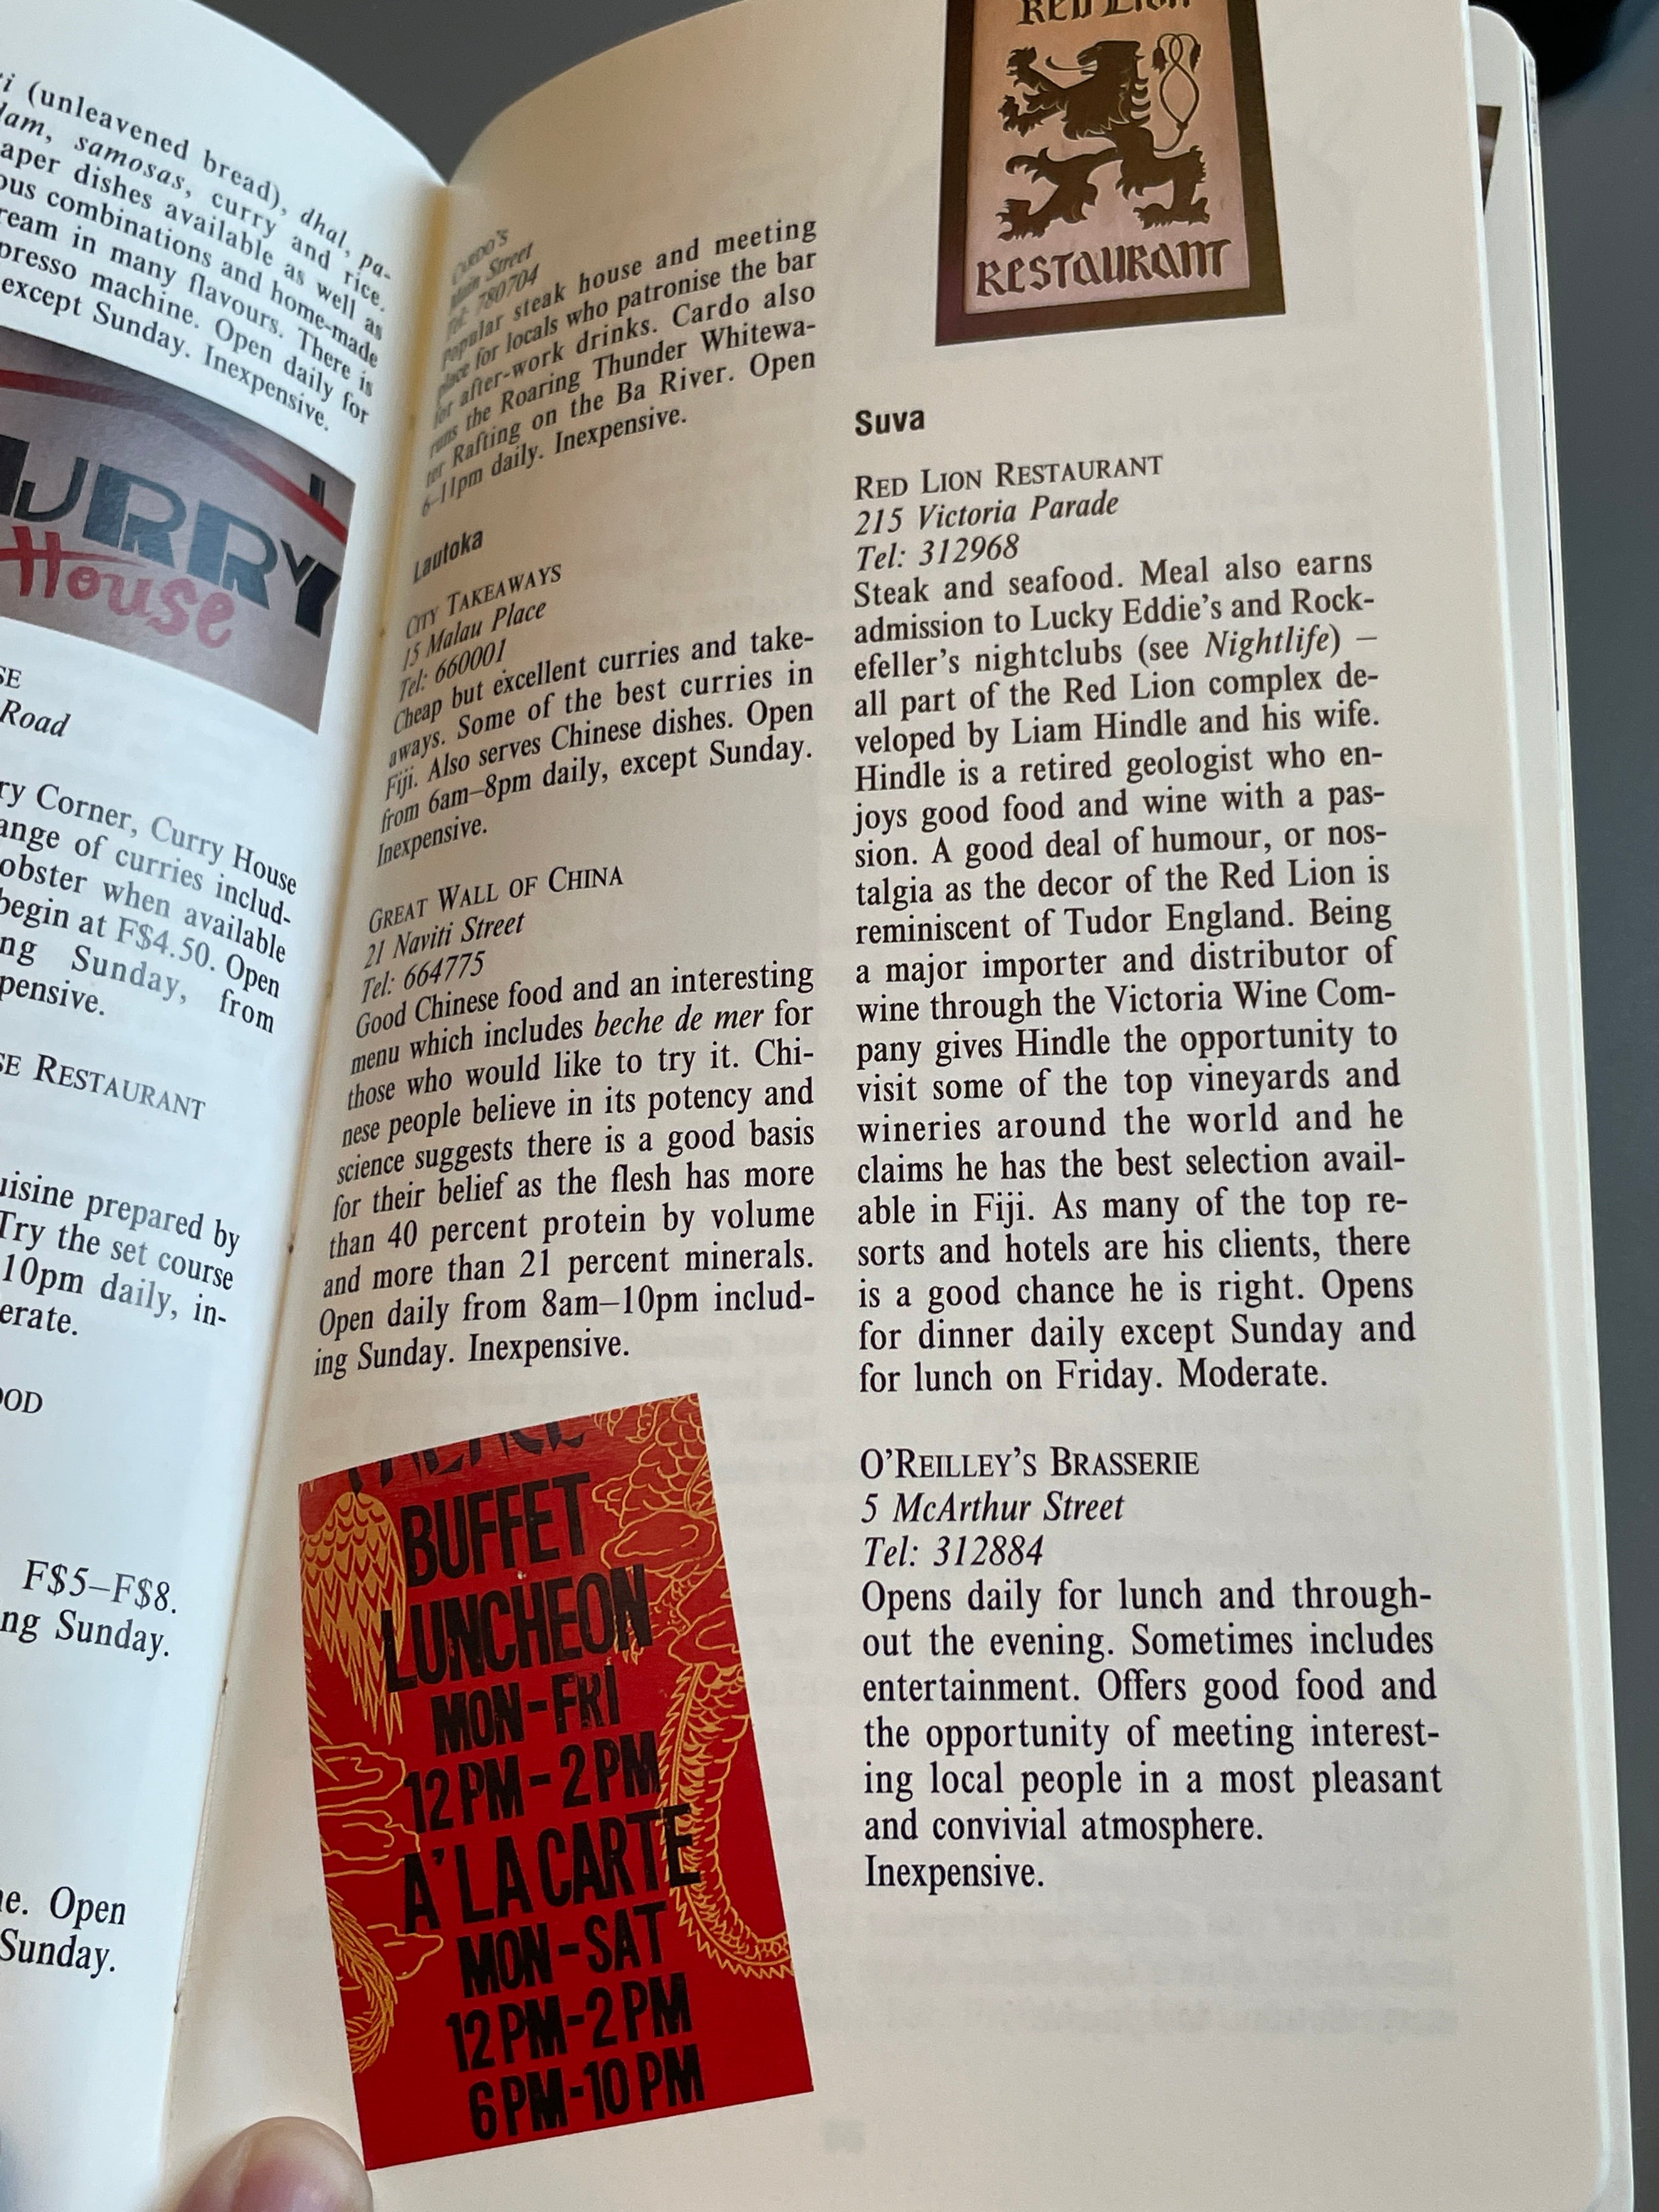 i (unleavened bread), dhal, pa-
dam, samosas, curry and rice.
aper dishes available as well as
ous combinations and home-made
ream in many flavours. There is
presso machine. Open daily for
except Sunday. Inexpensive.
CURRY
House
SE
Road
ry Corner, Curry House
ange of curries includ-
obster when available
begin at F$4.50. Open
ng Sunday, from
pensive.
SE RESTAURANT
uisine prepared by
Try the set course
10pm daily, in-
erate.
OOD
F$5–F$8.
ng Sunday.
ne. Open
Sunday.
CARDO'S
Main Street
Tel: 780704
Popular steak house and meeting
place for locals who patronise the bar
for after-work drinks. Cardo also
runs the Roaring Thunder Whitewa-
ter Rafting on the Ba River. Open
6–11pm daily. Inexpensive.
Lautoka
CITY TAKEAWAYS
15 Malau Place
Tel: 660001
Cheap but excellent curries and take-
aways. Some of the best curries in
Fiji. Also serves Chinese dishes. Open
from 6am–8pm daily, except Sunday.
Inexpensive.
GREAT WALL OF CHINA
21 Naviti Street
Tel: 664775
Good Chinese food and an interesting
menu which includes beche de mer for
those who would like to try it. Chi-
nese people believe in its potency and
science suggests there is a good basis
for their belief as the flesh has more
than 40 percent protein by volume
and more than 21 percent minerals.
Open daily from 8am–10pm includ-
ing Sunday. Inexpensive.
BUFFET
LUNCHEON
MON-FRI
12 PM - 2 PM
A' LA CARTE
MON-SAT
12 PM-2 PM
6 PM-10 PM
RED LION
RESTAURANT
Suva
RED LION RESTAURANT
215 Victoria Parade
Tel: 312968
Steak and seafood. Meal also earns
admission to Lucky Eddie's and Rock-
efeller's nightclubs (see Nightlife) –
all part of the Red Lion complex de-
veloped by Liam Hindle and his wife.
Hindle is a retired geologist who en-
joys good food and wine with a pas-
sion. A good deal of humour, or nos-
talgia as the decor of the Red Lion is
reminiscent of Tudor England. Being
a major importer and distributor of
wine through the Victoria Wine Com-
pany gives Hindle the opportunity to
visit some of the top vineyards and
wineries around the world and he
claims he has the best selection avail-
able in Fiji. As many of the top re-
sorts and hotels are his clients, there
is a good chance he is right. Opens
for dinner daily except Sunday and
for lunch on Friday. Moderate.
O'REILLEY'S BRASSERIE
5 McArthur Street
Tel: 312884
Opens daily for lunch and through-
out the evening. Sometimes includes
entertainment. Offers good food and
the opportunity of meeting interest-
ing local people in a most pleasant
and convivial atmosphere.
Inexpensive.